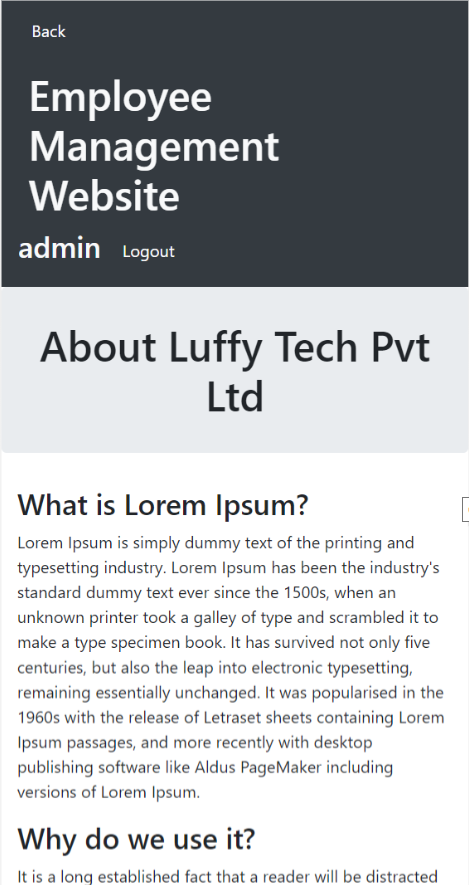 Back
Employee
Management
Website
admin Logout
About Luffy Tech Pvt
Ltd
What is Lorem Ipsum?
Lorem Ipsum is simply dummy text of the printing and
typesetting industry. Lorem Ipsum has been the industry's
standard dummy text ever since the 1500s, when an
unknown printer took a galley of type and scrambled it to
make a type specimen book. It has survived not only five
centuries, but also the leap into electronic typesetting,
remaining essentially unchanged. It was popularised in the
1960s with the release of Letraset sheets containing Lorem
Ipsum passages, and more recently with desktop
publishing software like Aldus PageMaker including
versions of Lorem Ipsum.
Why do we use it?
It is a long established fact that a reader will be distracted